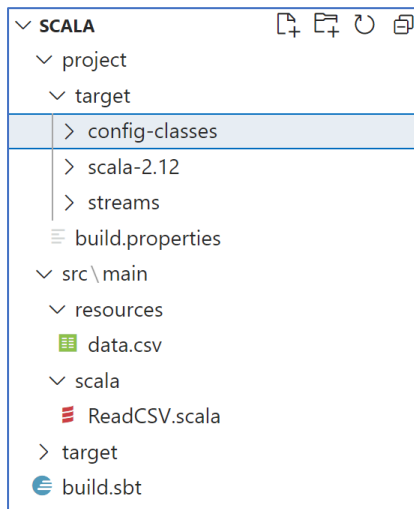 SCALA
project
target
config-classes
scala-2.12
streams
build.properties
src\main
resources
data.csv
scala
ReadCSV.scala
target
build.sbt